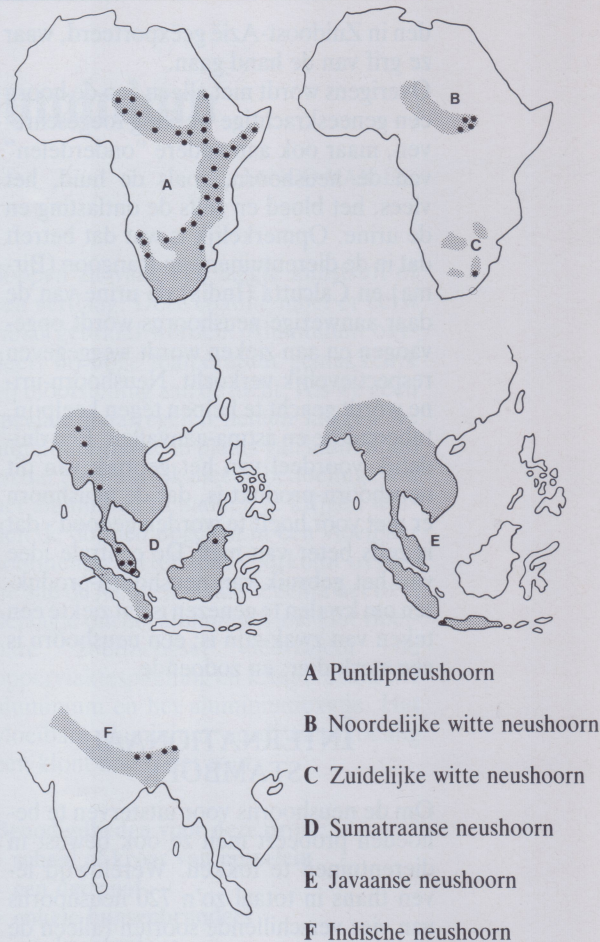 A
B
C
D
E
F
A Puntlipneushoorn
B Noordelijke witte neushoorn
C Zuidelijke witte neushoorn
D Sumatraanse neushoorn
E Javaanse neushoorn
F Indische neushoorn